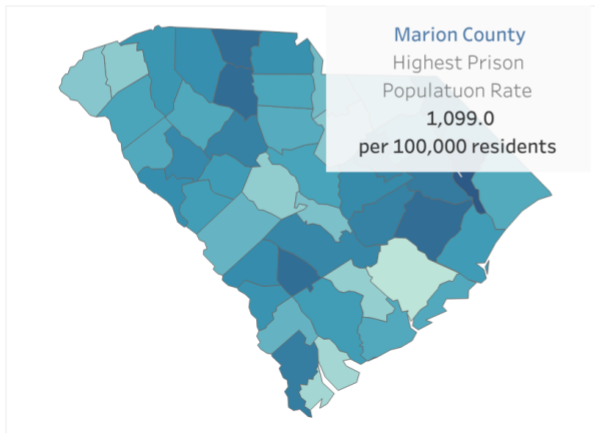 Marion County
Highest Prison
Populatuon Rate
1,099.0
per 100,000 residents